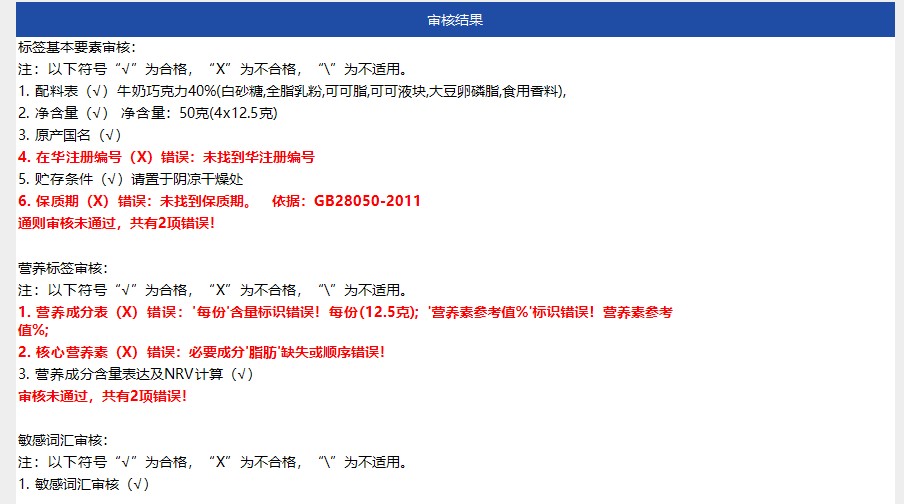 审核结果
标签基本要素审核：
注：以下符号“√”为合格，“X”为不合格，“\”为不适用。
1. 配料表（√）牛奶巧克力40%(白砂糖,全脂乳粉,可可脂,可可液块,大豆卵磷脂,食用香料),
2. 净含量（√） 净含量：50克(4x12.5克)
3. 原产国名（√）
4. 在华注册编号（X）错误：未找到华注册编号
5. 贮存条件（√）请置于阴凉干燥处
6. 保质期（X）错误：未找到保质期。 依据：GB28050-2011
通则审核未通过，共有2项错误！
营养标签审核：
注：以下符号“√”为合格，“X”为不合格，“\”为不适用。
1. 营养成分表（X）错误：'每份'含量标识错误！每份(12.5克)；'营养素参考值%'标识错误！营养素参考
值%;
2. 核心营养素（X）错误：必要成分'脂肪'缺失或顺序错误！
3. 营养成分含量表达及NRV计算（√）
审核未通过，共有2项错误！
敏感词汇审核：
注：以下符号“√”为合格，“X”为不合格，“\”为不适用。
1. 敏感词汇审核（√）